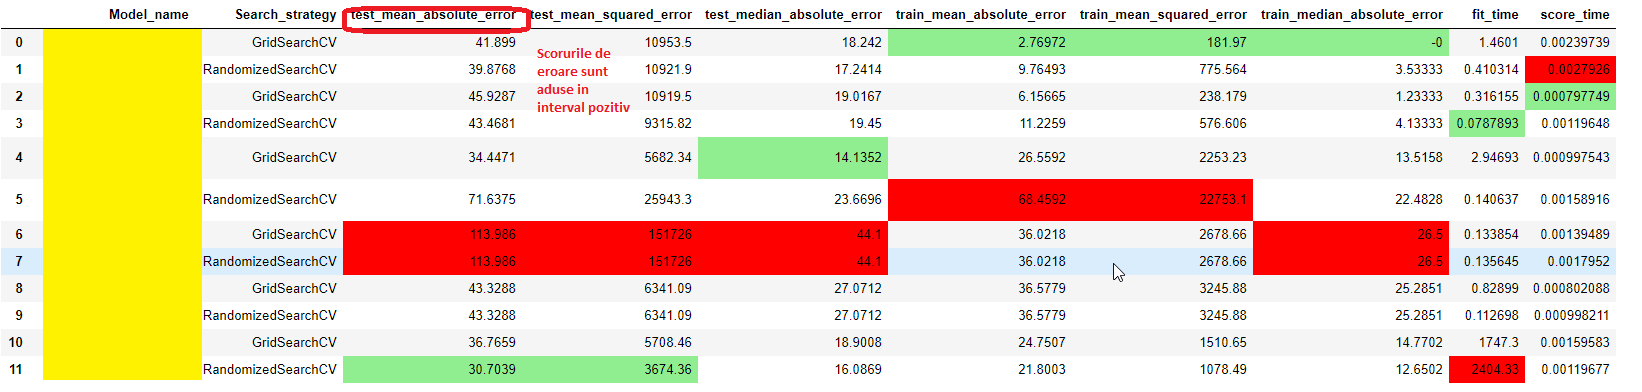 Model_name Search_strategy test_mean_absolute_error test_mean_squared_error test_median_absolute_error train_mean_absolute_error train_mean_squared_error train_median_absolute_error fit_time score_time
0 GridSearchCV 41.899 10953.5 18.242 2.76972 181.97 -0 1.4601 0.00239739
Scorurile de
eroare sunt
aduse in
interval pozitiv
1 RandomizedSearchCV 39.8768 10921.9 17.2414 9.76493 775.564 3.53333 0.410314 0.0027926
2 GridSearchCV 45.9287 10919.5 19.0167 6.15665 238.179 1.23333 0.316155 0.000797749
3 RandomizedSearchCV 43.4681 9315.82 19.45 11.2259 576.606 4.13333 0.0787893 0.00119648
4 GridSearchCV 34.4471 5682.34 14.1352 26.5592 2253.23 13.5158 2.94693 0.000997543
5 RandomizedSearchCV 71.6375 25943.3 23.6696 68.4592 22753.1 22.4828 0.140637 0.00158916
6 GridSearchCV 113.986 151726 44.1 36.0218 2678.66 26.5 0.133854 0.00139489
7 RandomizedSearchCV 113.986 151726 44.1 36.0218 2678.66 26.5 0.135645 0.0017952
8 GridSearchCV 43.3288 6341.09 27.0712 36.5779 3245.88 25.2851 0.82899 0.000802088
9 RandomizedSearchCV 43.3288 6341.09 27.0712 36.5779 3245.88 25.2851 0.112698 0.000998211
10 GridSearchCV 36.7659 5708.46 18.9008 24.7507 1510.65 14.7702 1747.3 0.00159583
11 RandomizedSearchCV 30.7039 3674.36 16.0869 21.8003 1078.49 12.6502 2404.33 0.00119677